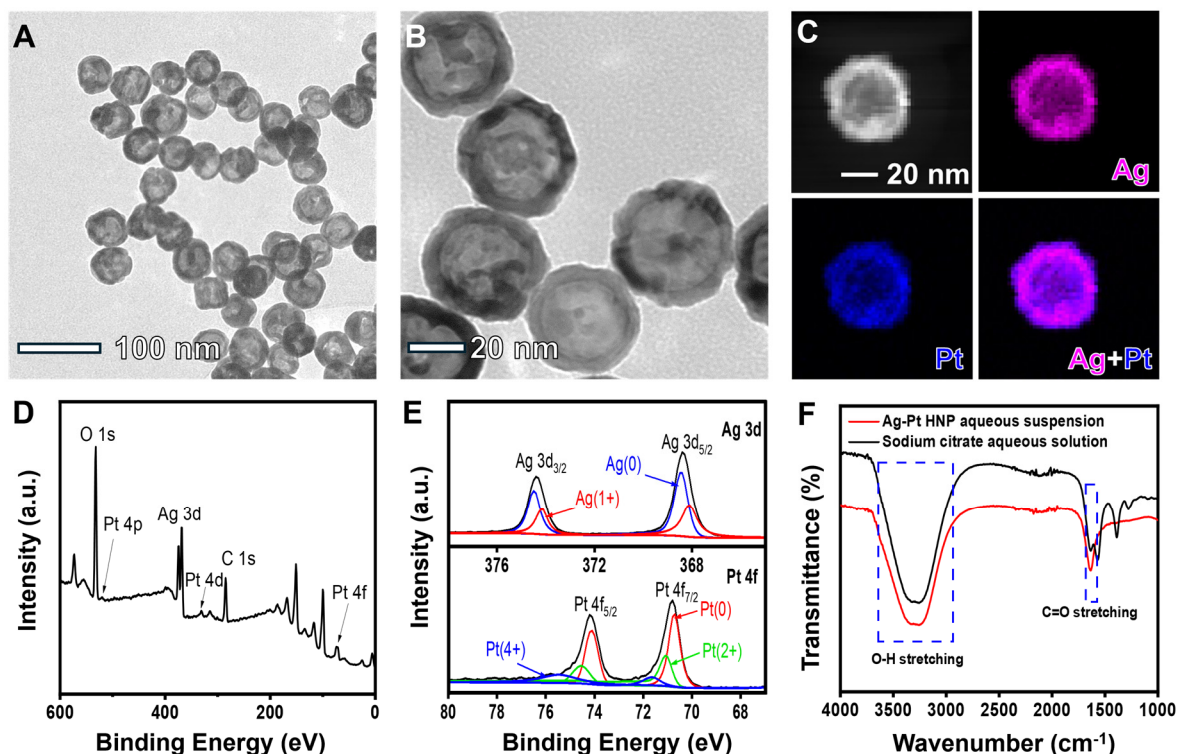 A
100 nm
B
20 nm
C
20 nm
Ag
Pt
Ag+Pt
D
O 1s
Pt 4p
Ag 3d
Pt 4d
C 1s
Pt 4f
Intensity (a.u.)
600 400 200 0
Binding Energy (eV)
E
Ag 3d
Ag 3d3/2
Ag(0)
Ag 3d5/2
Ag(1+)
376 372 368
Pt 4f
Pt 4f5/2
Pt 4f7/2
Pt(0)
Pt(4+)
Pt(2+)
Intensity (a.u.)
80 78 76 74 72 70 68
Binding Energy (eV)
F
Ag-Pt HNP aqueous suspension
Sodium citrate aqueous solution
C=O stretching
O-H stretching
Transmittance (%)
4000 3500 3000 2500 2000 1500 1000
Wavenumber (cm-1)